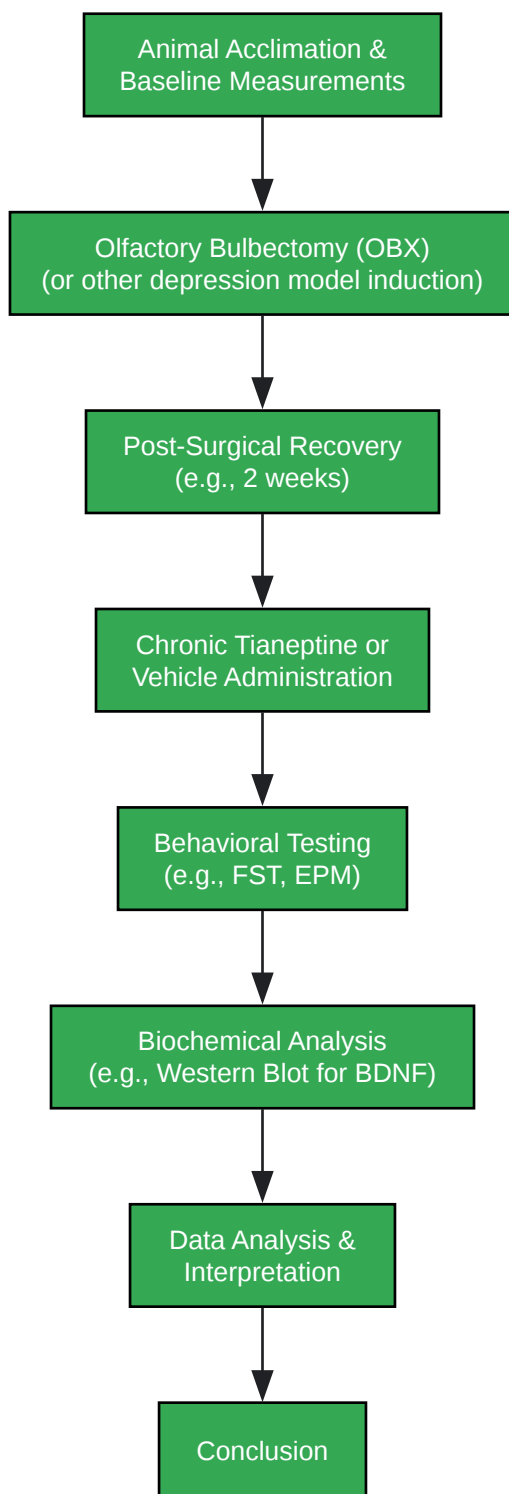 Animal Acclimation &
Baseline Measurements
Olfactory Bulbectomy (OBX)
(or other depression model induction)
Post-Surgical Recovery
(e.g., 2 weeks)
Chronic Tianeptine or
Vehicle Administration
Behavioral Testing
(e.g., FST, EPM)
Biochemical Analysis
(e.g., Western Blot for BDNF)
Data Analysis &
Interpretation
Conclusion